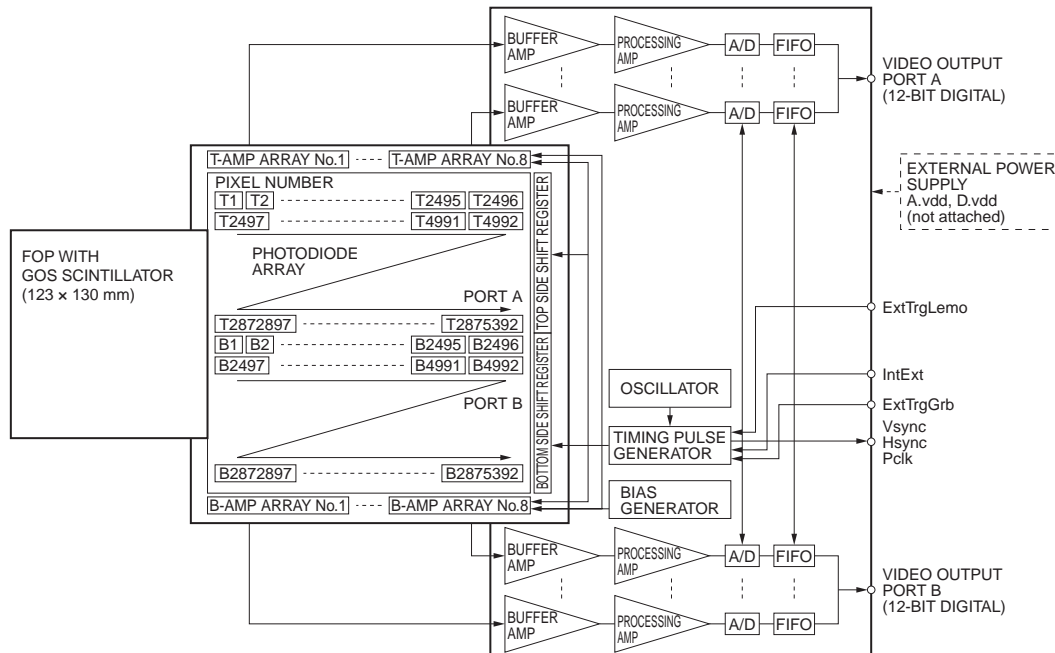 BUFFER
AMP
PROCESSING
AMP
A/D
FIFO
VIDEO OUTPUT
PORT A
(12-BIT DIGITAL)
BUFFER
AMP
PROCESSING
AMP
A/D
FIFO
T-AMP ARRAY No.1
T-AMP ARRAY No.8
EXTERNAL POWER
SUPPLY
A.vdd, D.vdd
(not attached)
PIXEL NUMBER
T1 T2 T2495 T2496
T2497 T4991 T4992
TOP SIDE SHIFT REGISTER
FOP WITH
GOS SCINTILLATOR
(123 × 130 mm)
PHOTODIODE
ARRAY
PORT A
T2872897 T2875392
B1 B2 B2495 B2496
B2497 B4991 B4992
BOTTOM SIDE SHIFT REGISTER
PORT B
B2872897 B2875392
B-AMP ARRAY No.1
B-AMP ARRAY No.8
ExtTrgLemo
IntExt
ExtTrgGrb
Vsync
Hsync
Pclk
OSCILLATOR
TIMING PULSE
GENERATOR
BIAS
GENERATOR
BUFFER
AMP
PROCESSING
AMP
A/D
FIFO
VIDEO OUTPUT
PORT B
(12-BIT DIGITAL)
BUFFER
AMP
PROCESSING
AMP
A/D
FIFO